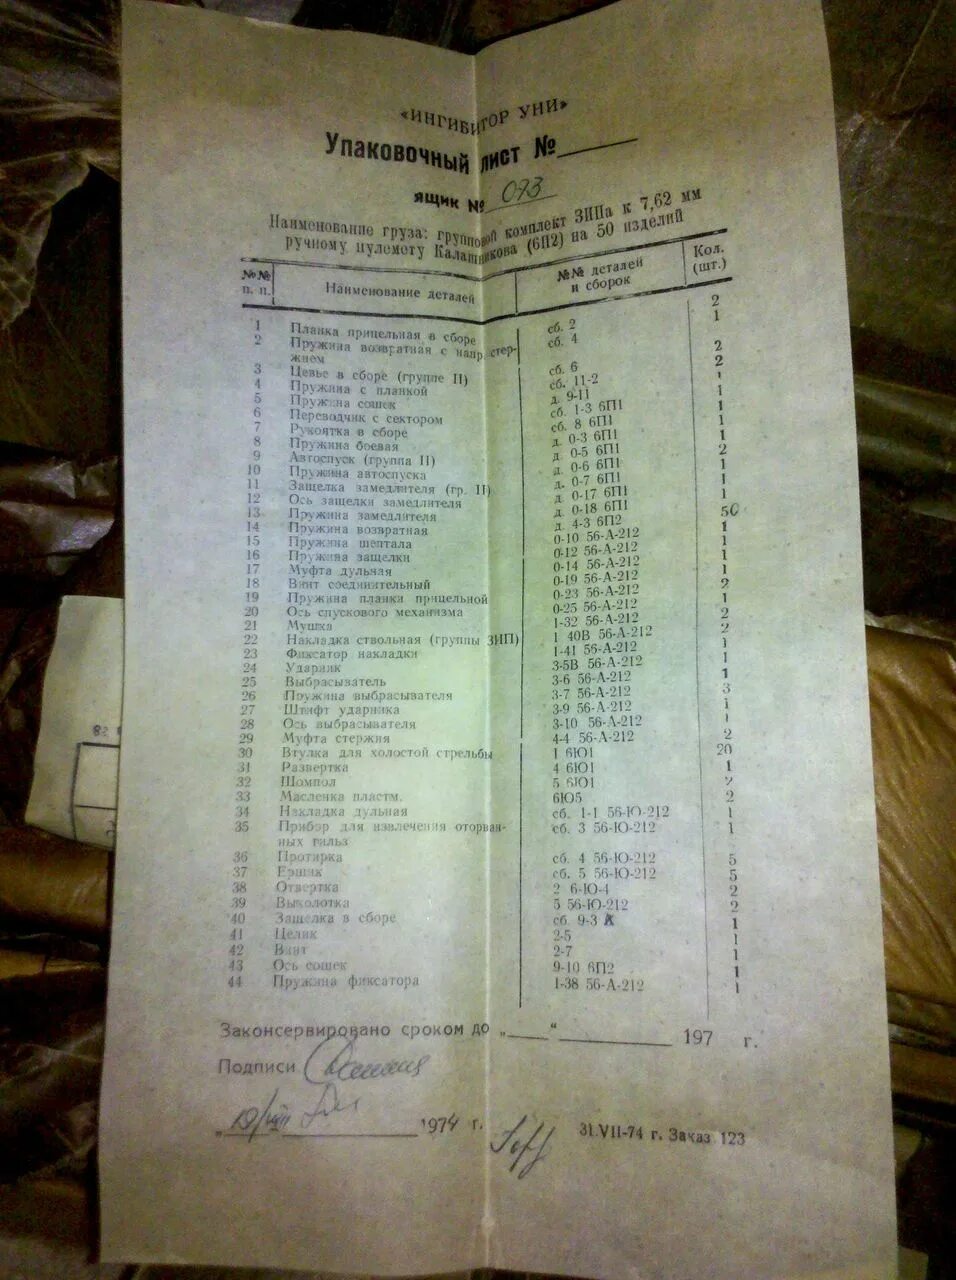 «ИНГИБИТОР УНИ»
Упаковочный лист №
ящик № 073
Наименование груза: групповой комплект ЗИПа к 7,62 мм
ручному пулемету Калашникова (6П2) на 50 изделий
№№ п. п. Наименование деталей №№ деталей и сборок Кол. (шт.)
1 Планка прицельная в сборе сб. 2 2
2 Пружина возвратная с напр. стер- сб. 4 1
жнем
3 Цевье в сборе (группе II) сб. 6 2
4 Пружина с планкой сб. 11-2 2
5 Пружина сошек д. 9-11 1
6 Переводчик с сектором сб. 1-3 6П1 1
7 Рукоятка в сборе сб. 8 6П1 1
8 Пружина боевая д. 0-3 6П1 1
9 Автоспуск (группа II) д. 0-5 6П1 1
10 Пружина автоспуска д. 0-6 6П1 2
11 Защелка замедлителя (гр. II) д. 0-7 6П1 1
12 Ось защелки замедлителя д. 0-17 6П1 1
13 Пружина замедлителя д. 0-18 6П1 1
14 Пружина возвратная д. 4-3 6П2 50
15 Пружина шептала 0-10 56-А-212 1
16 Пружина защелки 0-12 56-А-212 1
17 Муфта дульная 0-14 56-А-212 1
18 Винт соединительный 0-19 56-А-212 1
19 Пружина планки прицельной 0-23 56-А-212 2
20 Ось спускового механизма 0-25 56-А-212 1
21 Мушка 1-32 56-А-212 2
22 Накладка ствольная (группы ЗИП) 1 40В 56-А-212 2
23 Фиксатор накладки 1-41 56-А-212 1
24 Ударник 3-5В 56-А-212 1
25 Выбрасыватель 3-6 56-А-212 1
26 Пружина выбрасывателя 3-7 56-А-212 3
27 Штифт ударника 3-9 56-А-212 1
28 Ось выбрасывателя 3-10 56-А-212 1
29 Муфта стержня 4-4 56-А-212 2
30 Втулка для холостой стрельбы 1 6Ю1 20
31 Развертка 4 6Ю1 1
32 Шомпол 5 6Ю1 2
33 Масленка пластм. 6Ю5 2
34 Накладка дульная сб. 1-1 56-Ю-212 1
35 Прибор для извлечения оторван- сб. 3 56-Ю-212 1
ных гильз
36 Протирка сб. 4 56-Ю-212 5
37 Ершик сб. 5 56-Ю-212 5
38 Отвертка 2 6-Ю-4 2
39 Выколотка 5 56-Ю-212 2
40 Защелка в сборе сб. 9-3 1
41 Целик 2-5 1
42 Винт 2-7 1
43 Ось сошек 9-10 6П2 1
44 Пружина фиксатора 1-38 56-А-212 1
Законсервировано сроком до „ “ 197 г.
Подписи
„19/VIII 1974 г.
31.VII-74 г. Заказ 123